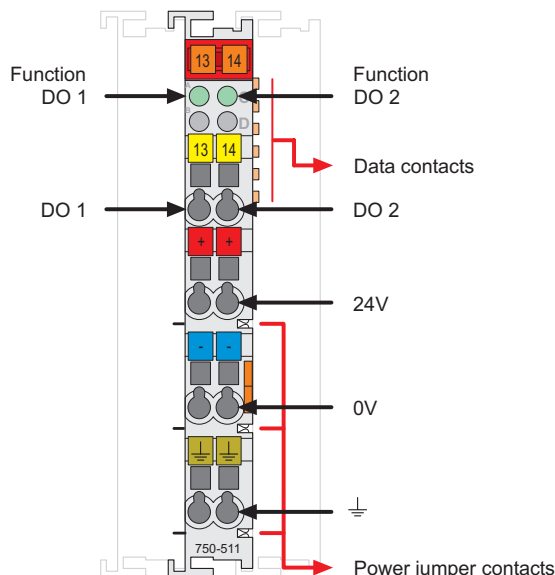 13 14
Function
DO 1
Function
DO 2
A
B
C
D
13 14
Data contacts
DO 1
DO 2
+ +
24V
- -
0V
750-511
Power jumper contacts